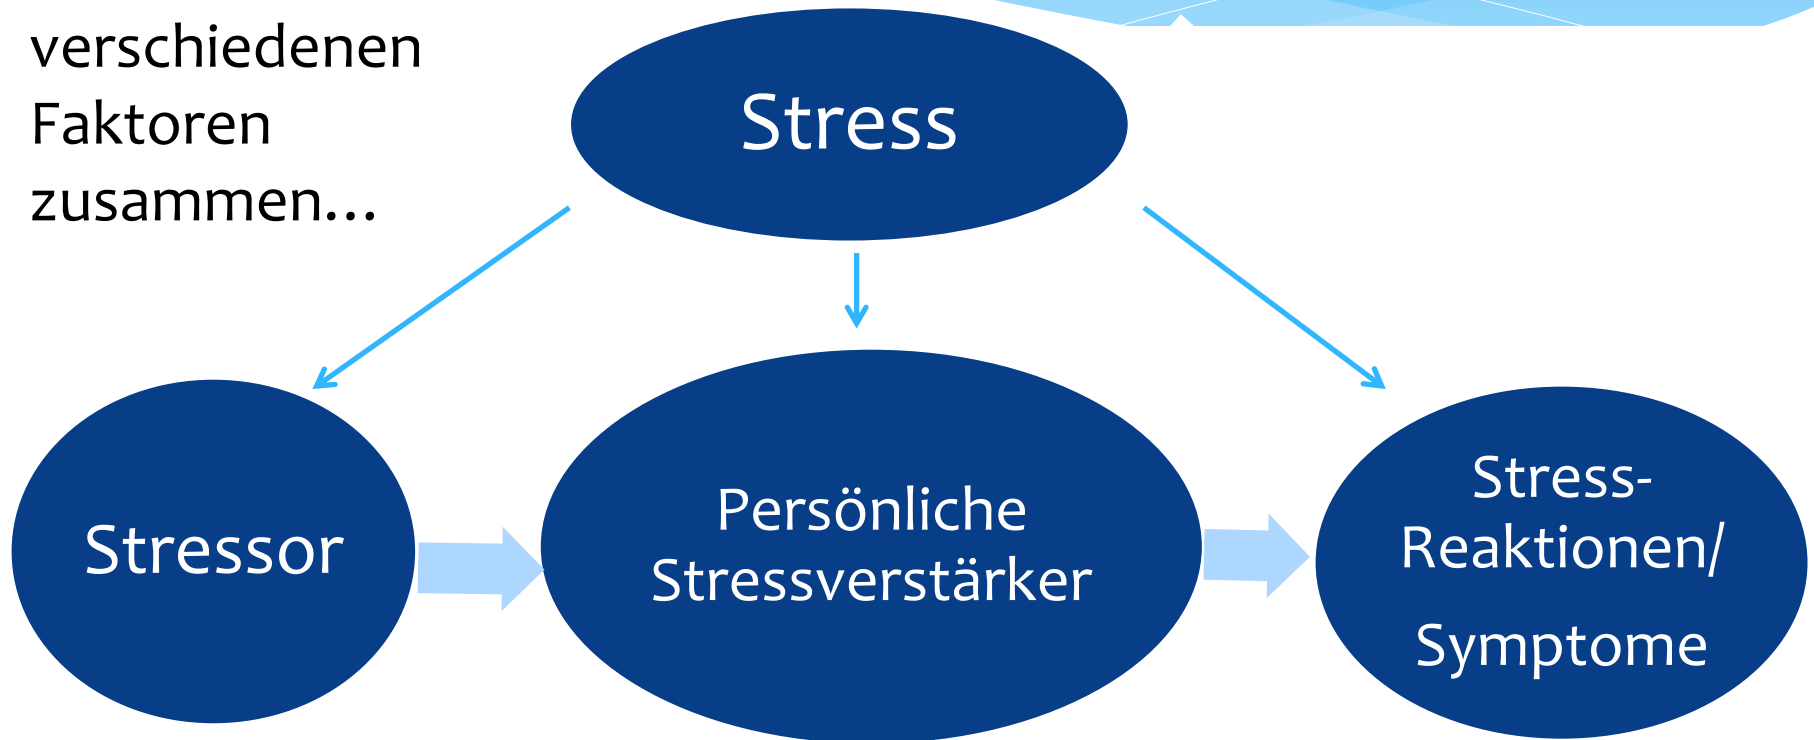 verschiedenen
Faktoren
zusammen...
Stress
Stressor
Persönliche
Stressverstärker
Stress-
Reaktionen/
Symptome